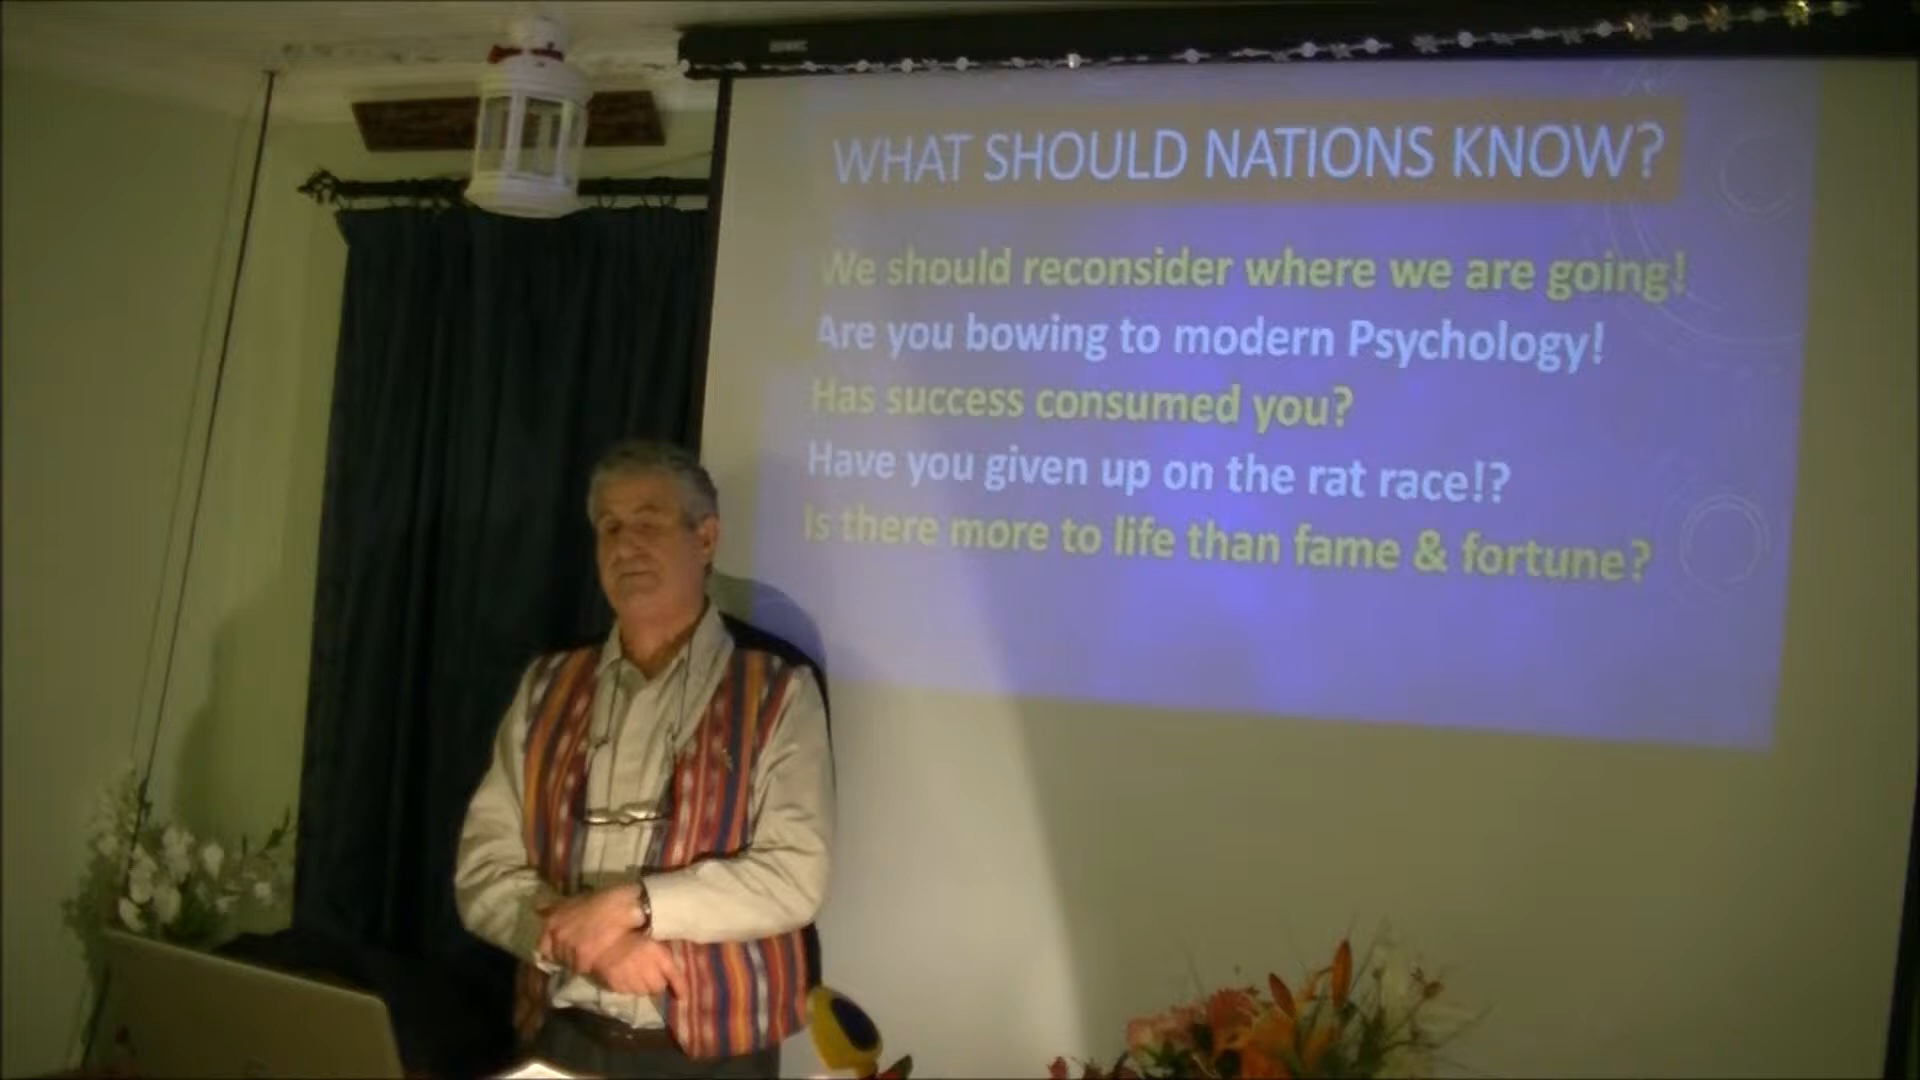 WHAT SHOULD NATIONS KNOW?
We should reconsider where we are going!
Are you bowing to modern Psychology!
Has success consumed you?
Have you given up on the rat race!?
Is there more to life than fame & fortune?